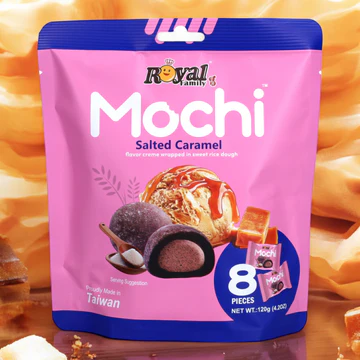 Royal
Family
Mochi
Salted Caramel
flavor creme wrapped in sweet rice dough
Serving Suggestion
Proudly Made in
Taiwan
8
PIECES
NET WT.:120g (4.2OZ)
Mochi